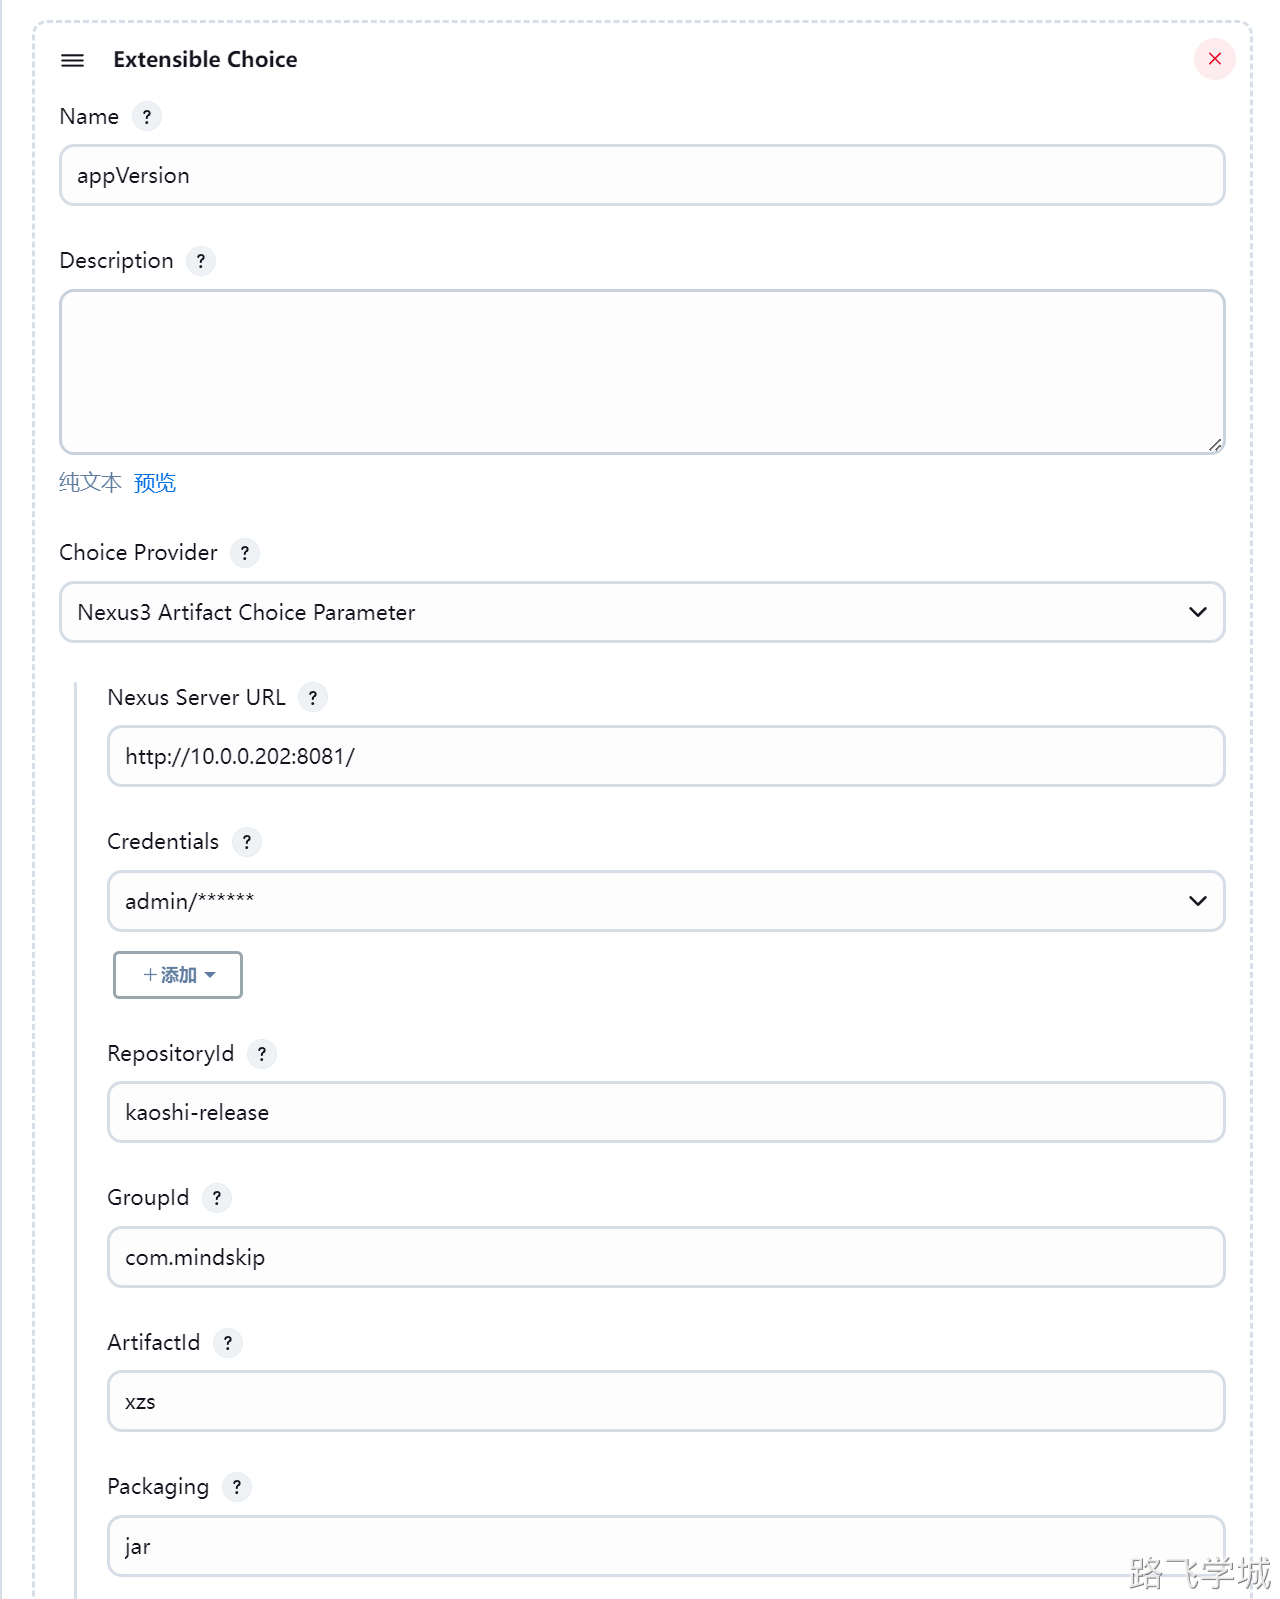 Extensible Choice
Name ?
appVersion
Description ?
纯文本 预览
Choice Provider ?
Nexus3 Artifact Choice Parameter
Nexus Server URL ?
http://10.0.0.202:8081/
Credentials ?
admin/******
+添加
RepositoryId ?
kaoshi-release
GroupId ?
com.mindskip
ArtifactId ?
xzs
Packaging ?
jar
路飞学城